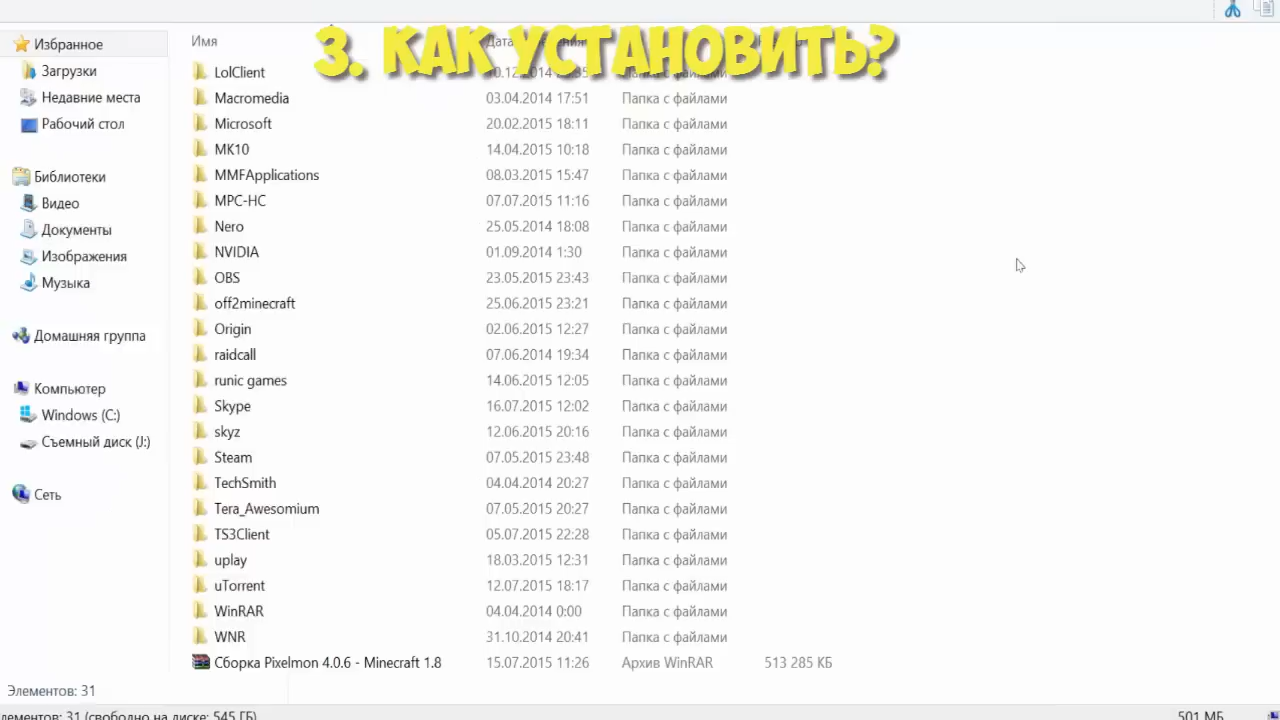 3. КАК УСТАНОВИТЬ?
Избранное
Загрузки
Недавние места
Рабочий стол
Библиотеки
Видео
Документы
Изображения
Музыка
Домашняя группа
Компьютер
Windows (C:)
Съемный диск (J:)
Сеть
Имя
LolClient
Macromedia 03.04.2014 17:51 Папка с файлами
Microsoft 20.02.2015 18:11 Папка с файлами
MK10 14.04.2015 10:18 Папка с файлами
MMFApplications 08.03.2015 15:47 Папка с файлами
MPC-HC 07.07.2015 11:16 Папка с файлами
Nero 25.05.2014 18:08 Папка с файлами
NVIDIA 01.09.2014 1:30 Папка с файлами
OBS 23.05.2015 23:43 Папка с файлами
off2minecraft 25.06.2015 23:21 Папка с файлами
Origin 02.06.2015 12:27 Папка с файлами
raidcall 07.06.2014 19:34 Папка с файлами
runic games 14.06.2015 12:05 Папка с файлами
Skype 16.07.2015 12:02 Папка с файлами
skyz 12.06.2015 20:16 Папка с файлами
Steam 07.05.2015 23:48 Папка с файлами
TechSmith 04.04.2014 20:27 Папка с файлами
Tera_Awesomium 07.05.2015 20:27 Папка с файлами
TS3Client 05.07.2015 22:28 Папка с файлами
uplay 18.03.2015 12:31 Папка с файлами
uTorrent 12.07.2015 18:17 Папка с файлами
WinRAR 04.04.2014 0:00 Папка с файлами
WNR 31.10.2014 20:41 Папка с файлами
Сборка Pixelmon 4.0.6 - Minecraft 1.8 15.07.2015 11:26 Архив WinRAR 513 285 КБ
Элементов: 31
лементов: 31 (свободно на диске: 545 ГБ) 501 МБ